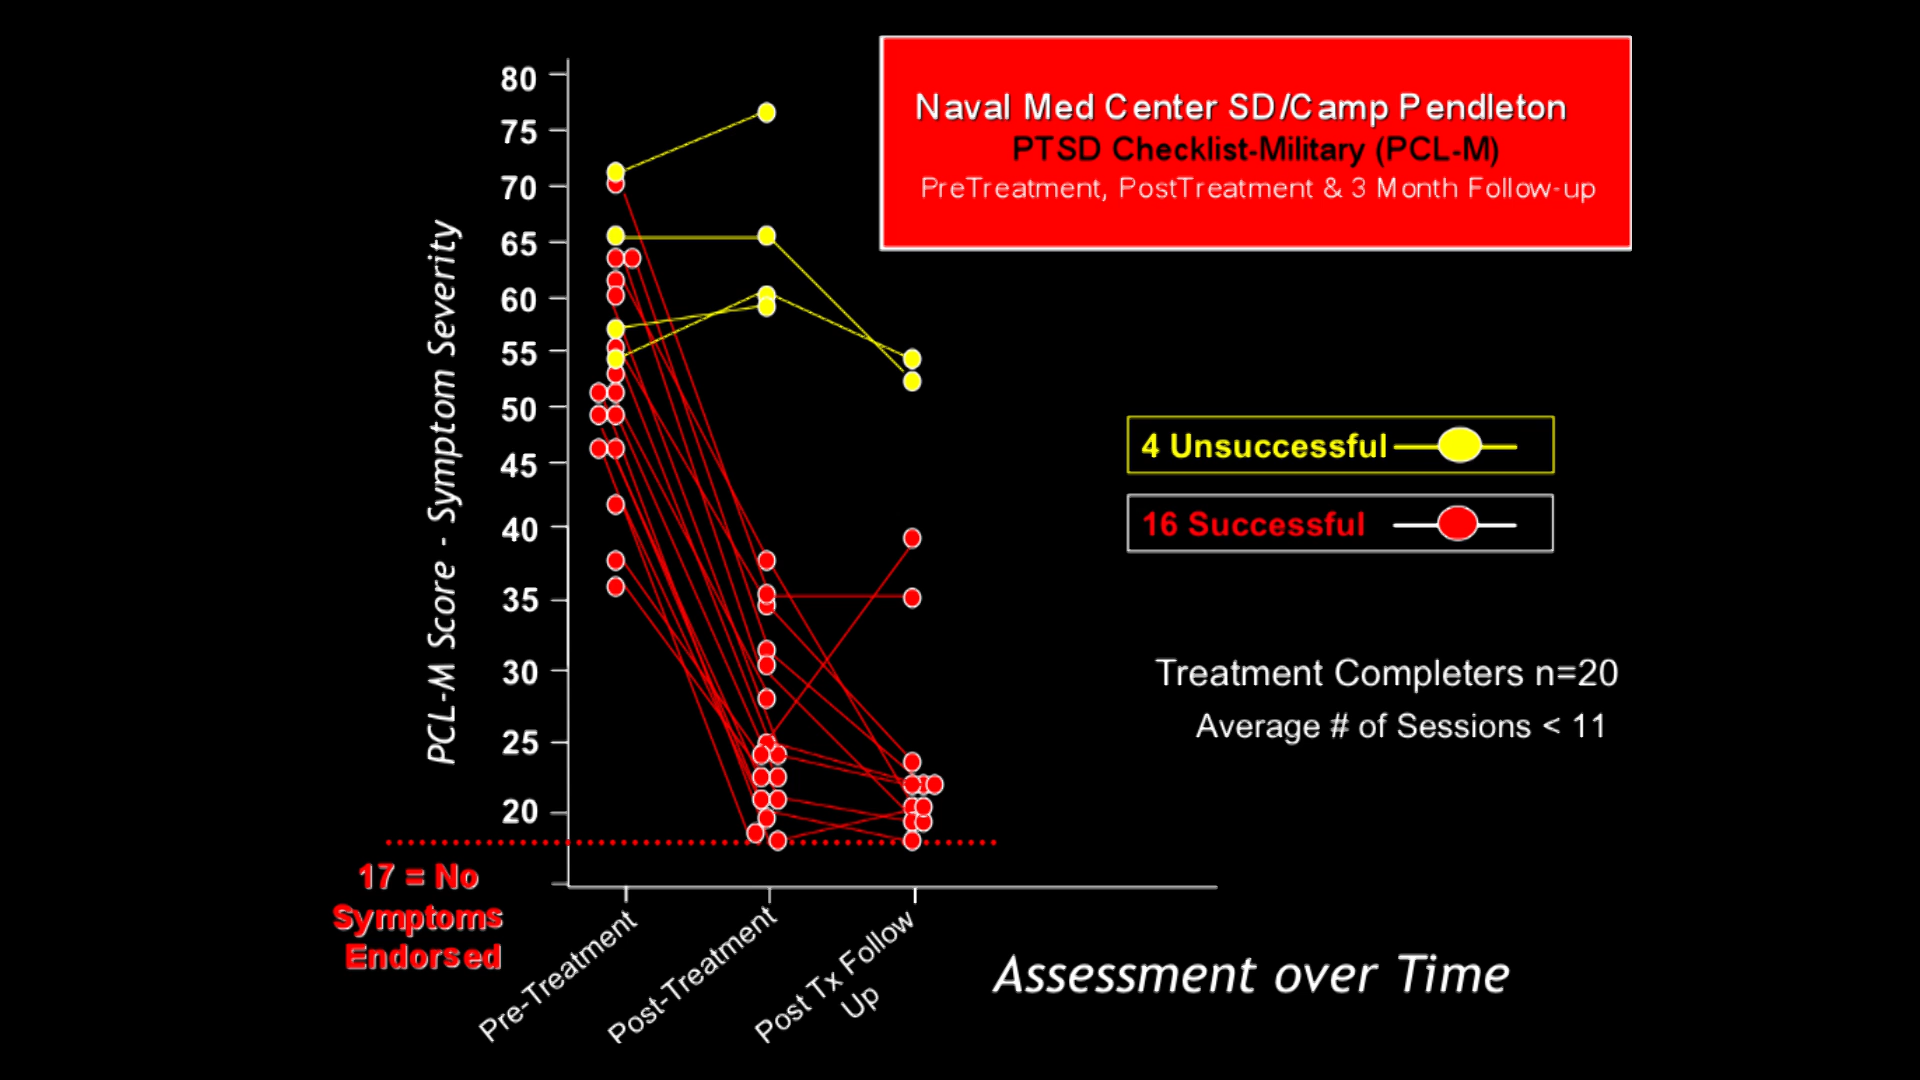 Naval Med Center SD/Camp Pendleton
PTSD Checklist-Military (PCL-M)
PreTreatment, PostTreatment & 3 Month Follow-up
PCL-M Score - Symptom Severity
80
75
70
65
60
55
50
45
40
35
30
25
20
4 Unsuccessful
16 Successful
Treatment Completers n=20
Average # of Sessions < 11
17 = No
Symptoms
Endorsed
Pre-Treatment
Post-Treatment
Post Tx Follow
Up
Assessment over Time